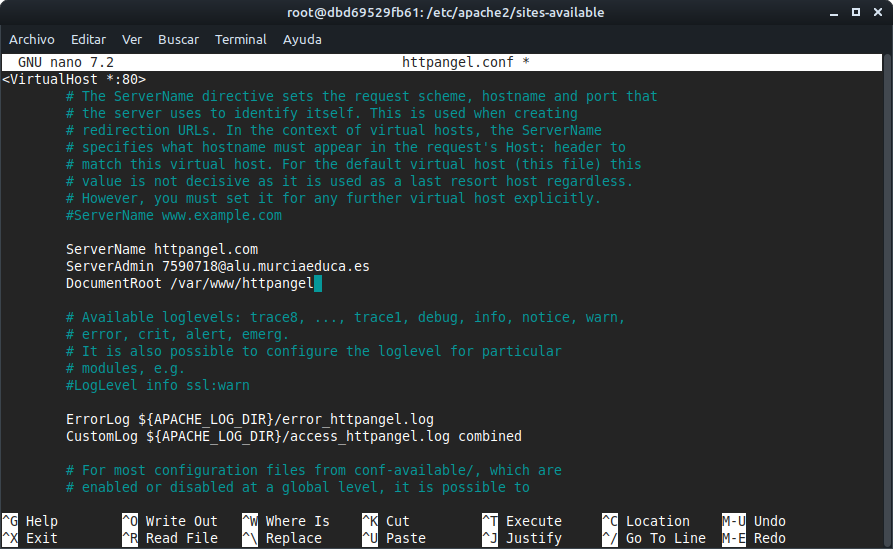 root@dbd69529fb61: /etc/apache2/sites-available
Archivo Editar Ver Buscar Terminal Ayuda
GNU nano 7.2 httpangel.conf *
<VirtualHost *:80>
# The ServerName directive sets the request scheme, hostname and port that
# the server uses to identify itself. This is used when creating
# redirection URLs. In the context of virtual hosts, the ServerName
# specifies what hostname must appear in the request's Host: header to
# match this virtual host. For the default virtual host (this file) this
# value is not decisive as it is used as a last resort host regardless.
# However, you must set it for any further virtual host explicitly.
#ServerName www.example.com
ServerName httpangel.com
ServerAdmin 7590718@alu.murciaeduca.es
DocumentRoot /var/www/httpangel
# Available loglevels: trace8, ..., trace1, debug, info, notice, warn,
# error, crit, alert, emerg.
# It is also possible to configure the loglevel for particular
# modules, e.g.
#LogLevel info ssl:warn
ErrorLog ${APACHE_LOG_DIR}/error_httpangel.log
CustomLog ${APACHE_LOG_DIR}/access_httpangel.log combined
# For most configuration files from conf-available/, which are
# enabled or disabled at a global level, it is possible to
^G Help ^O Write Out ^W Where Is ^K Cut ^T Execute ^C Location M-U Undo
^X Exit ^R Read File ^\ Replace ^U Paste ^J Justify ^/ Go To Line M-E Redo